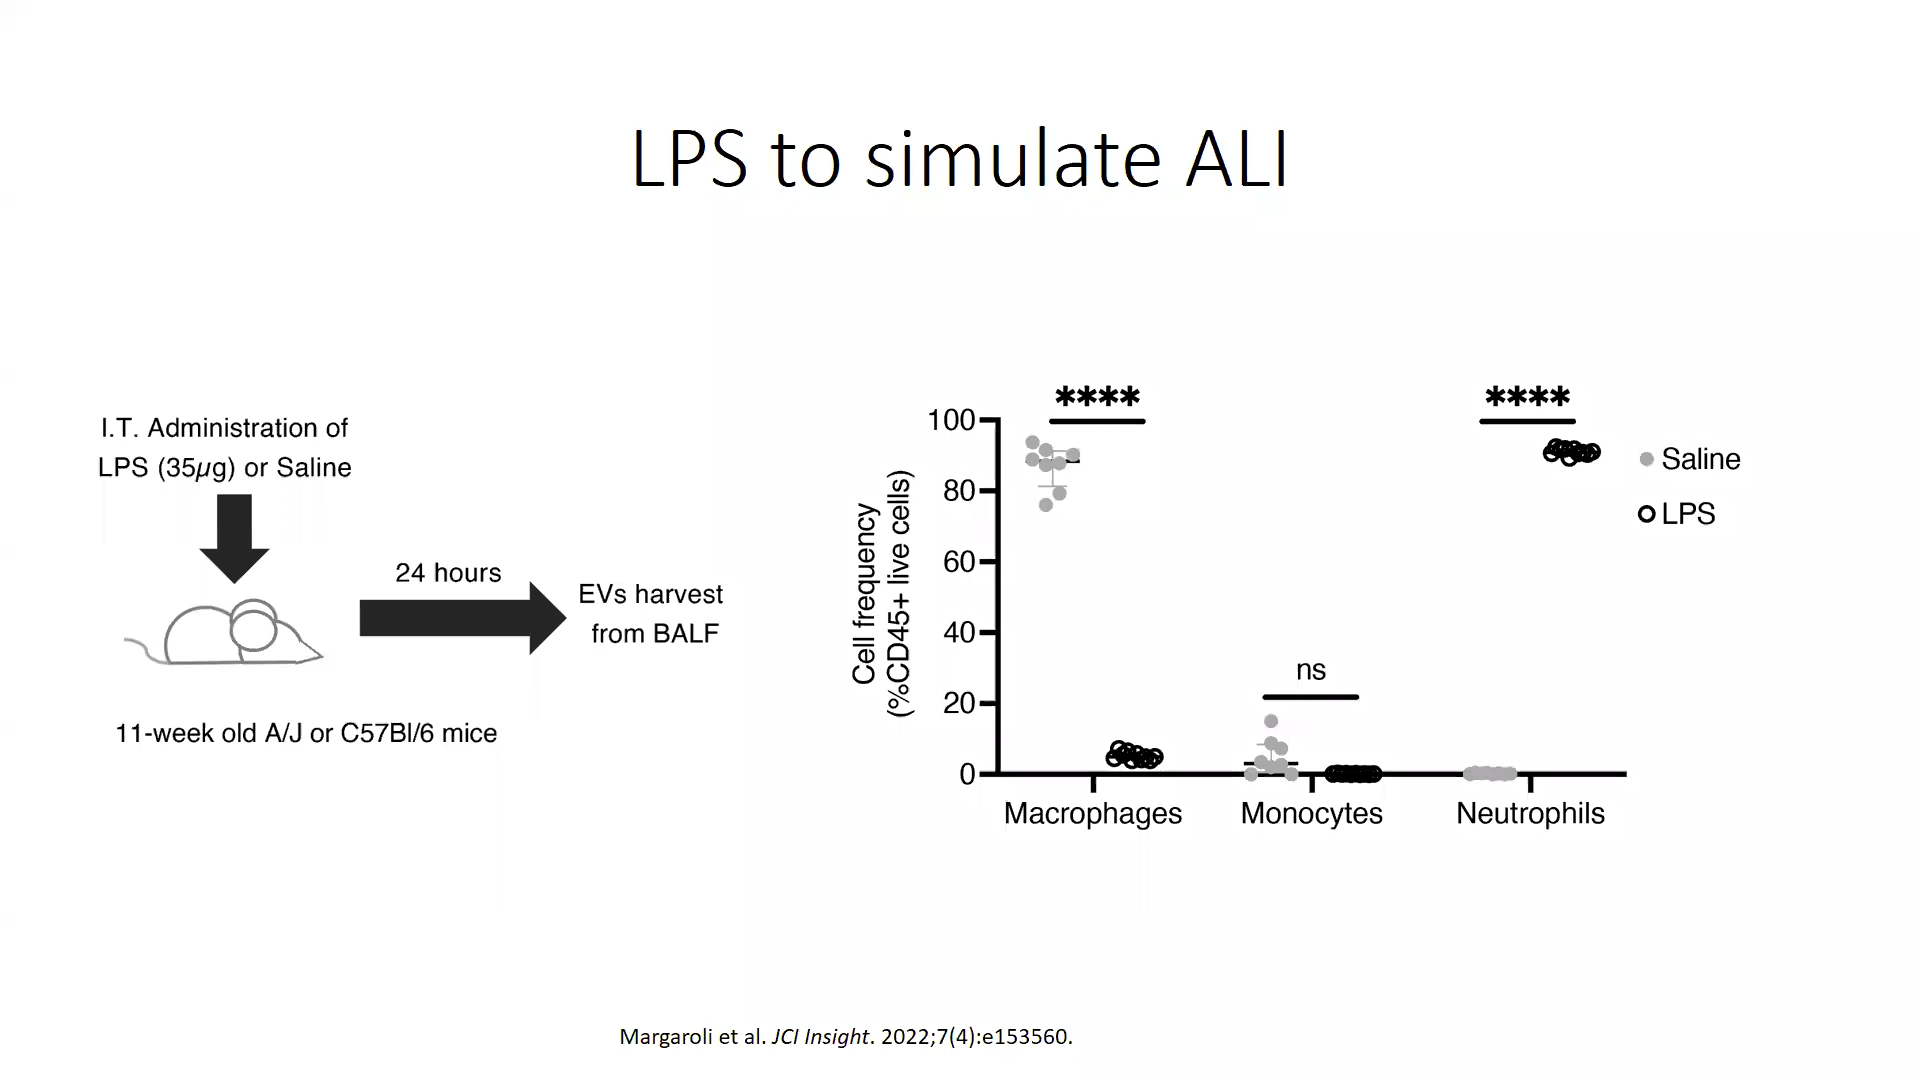 LPS to simulate ALI
I.T. Administration of
LPS (35µg) or Saline
24 hours
EVs harvest
from BALF
11-week old A/J or C57Bl/6 mice
Cell frequency
(%CD45+ live cells)
100
80
60
40
20
0
****
ns
****
Macrophages
Monocytes
Neutrophils
Saline
LPS
Margaroli et al. JCI Insight. 2022;7(4):e153560.